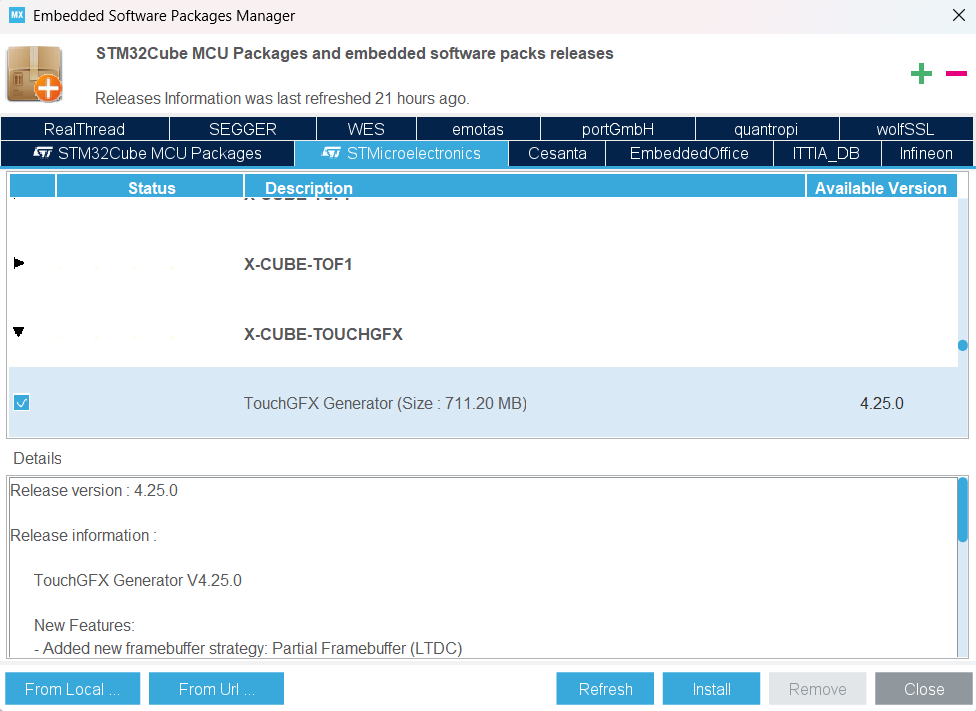 MX Embedded Software Packages Manager
STM32Cube MCU Packages and embedded software packs releases
Releases Information was last refreshed 21 hours ago.
RealThread SEGGER WES emotas portGmbH quantropi wolfSSL
STM32Cube MCU Packages STMicroelectronics Cesanta EmbeddedOffice ITTIA_DB Infineon
Status Description Available Version
X-CUBE-TOF1
X-CUBE-TOUCHGFX
TouchGFX Generator (Size : 711.20 MB) 4.25.0
Details
Release version : 4.25.0
Release information :
TouchGFX Generator V4.25.0
New Features:
- Added new framebuffer strategy: Partial Framebuffer (LTDC)
From Local ... From Url ... Refresh Install Remove Close